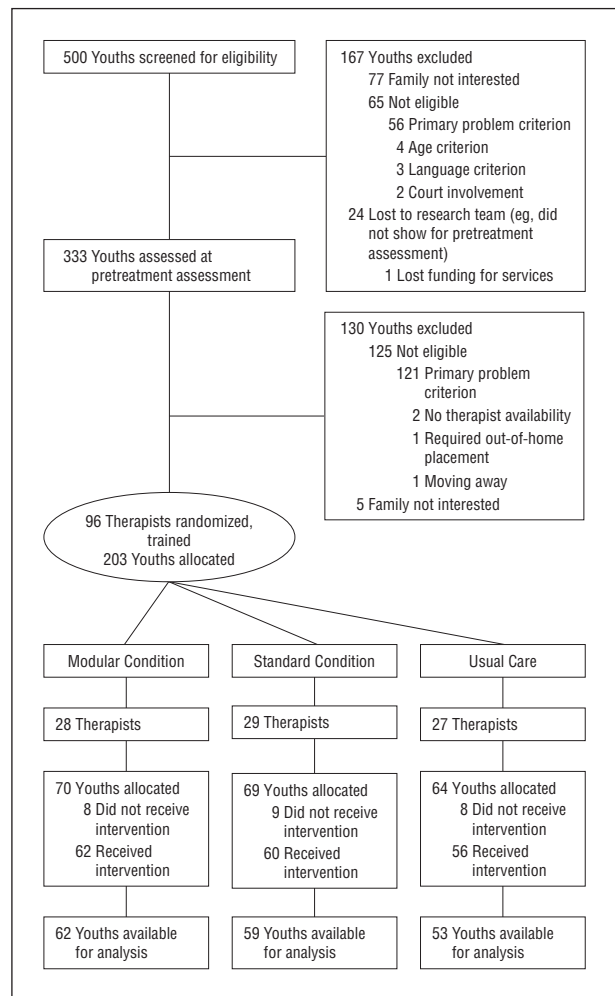 500 Youths screened for eligibility
167 Youths excluded
77 Family not interested
65 Not eligible
56 Primary problem criterion
4 Age criterion
3 Language criterion
2 Court involvement
24 Lost to research team (eg, did
not show for pretreatment
assessment)
1 Lost funding for services
333 Youths assessed at
pretreatment assessment
130 Youths excluded
125 Not eligible
121 Primary problem
criterion
2 No therapist availability
1 Required out-of-home
placement
1 Moving away
5 Family not interested
96 Therapists randomized,
trained
203 Youths allocated
Modular Condition
Standard Condition
Usual Care
28 Therapists
29 Therapists
27 Therapists
70 Youths allocated
8 Did not receive
intervention
62 Received
intervention
69 Youths allocated
9 Did not receive
intervention
60 Received
intervention
64 Youths allocated
8 Did not receive
intervention
56 Received
intervention
62 Youths available
for analysis
59 Youths available
for analysis
53 Youths available
for analysis